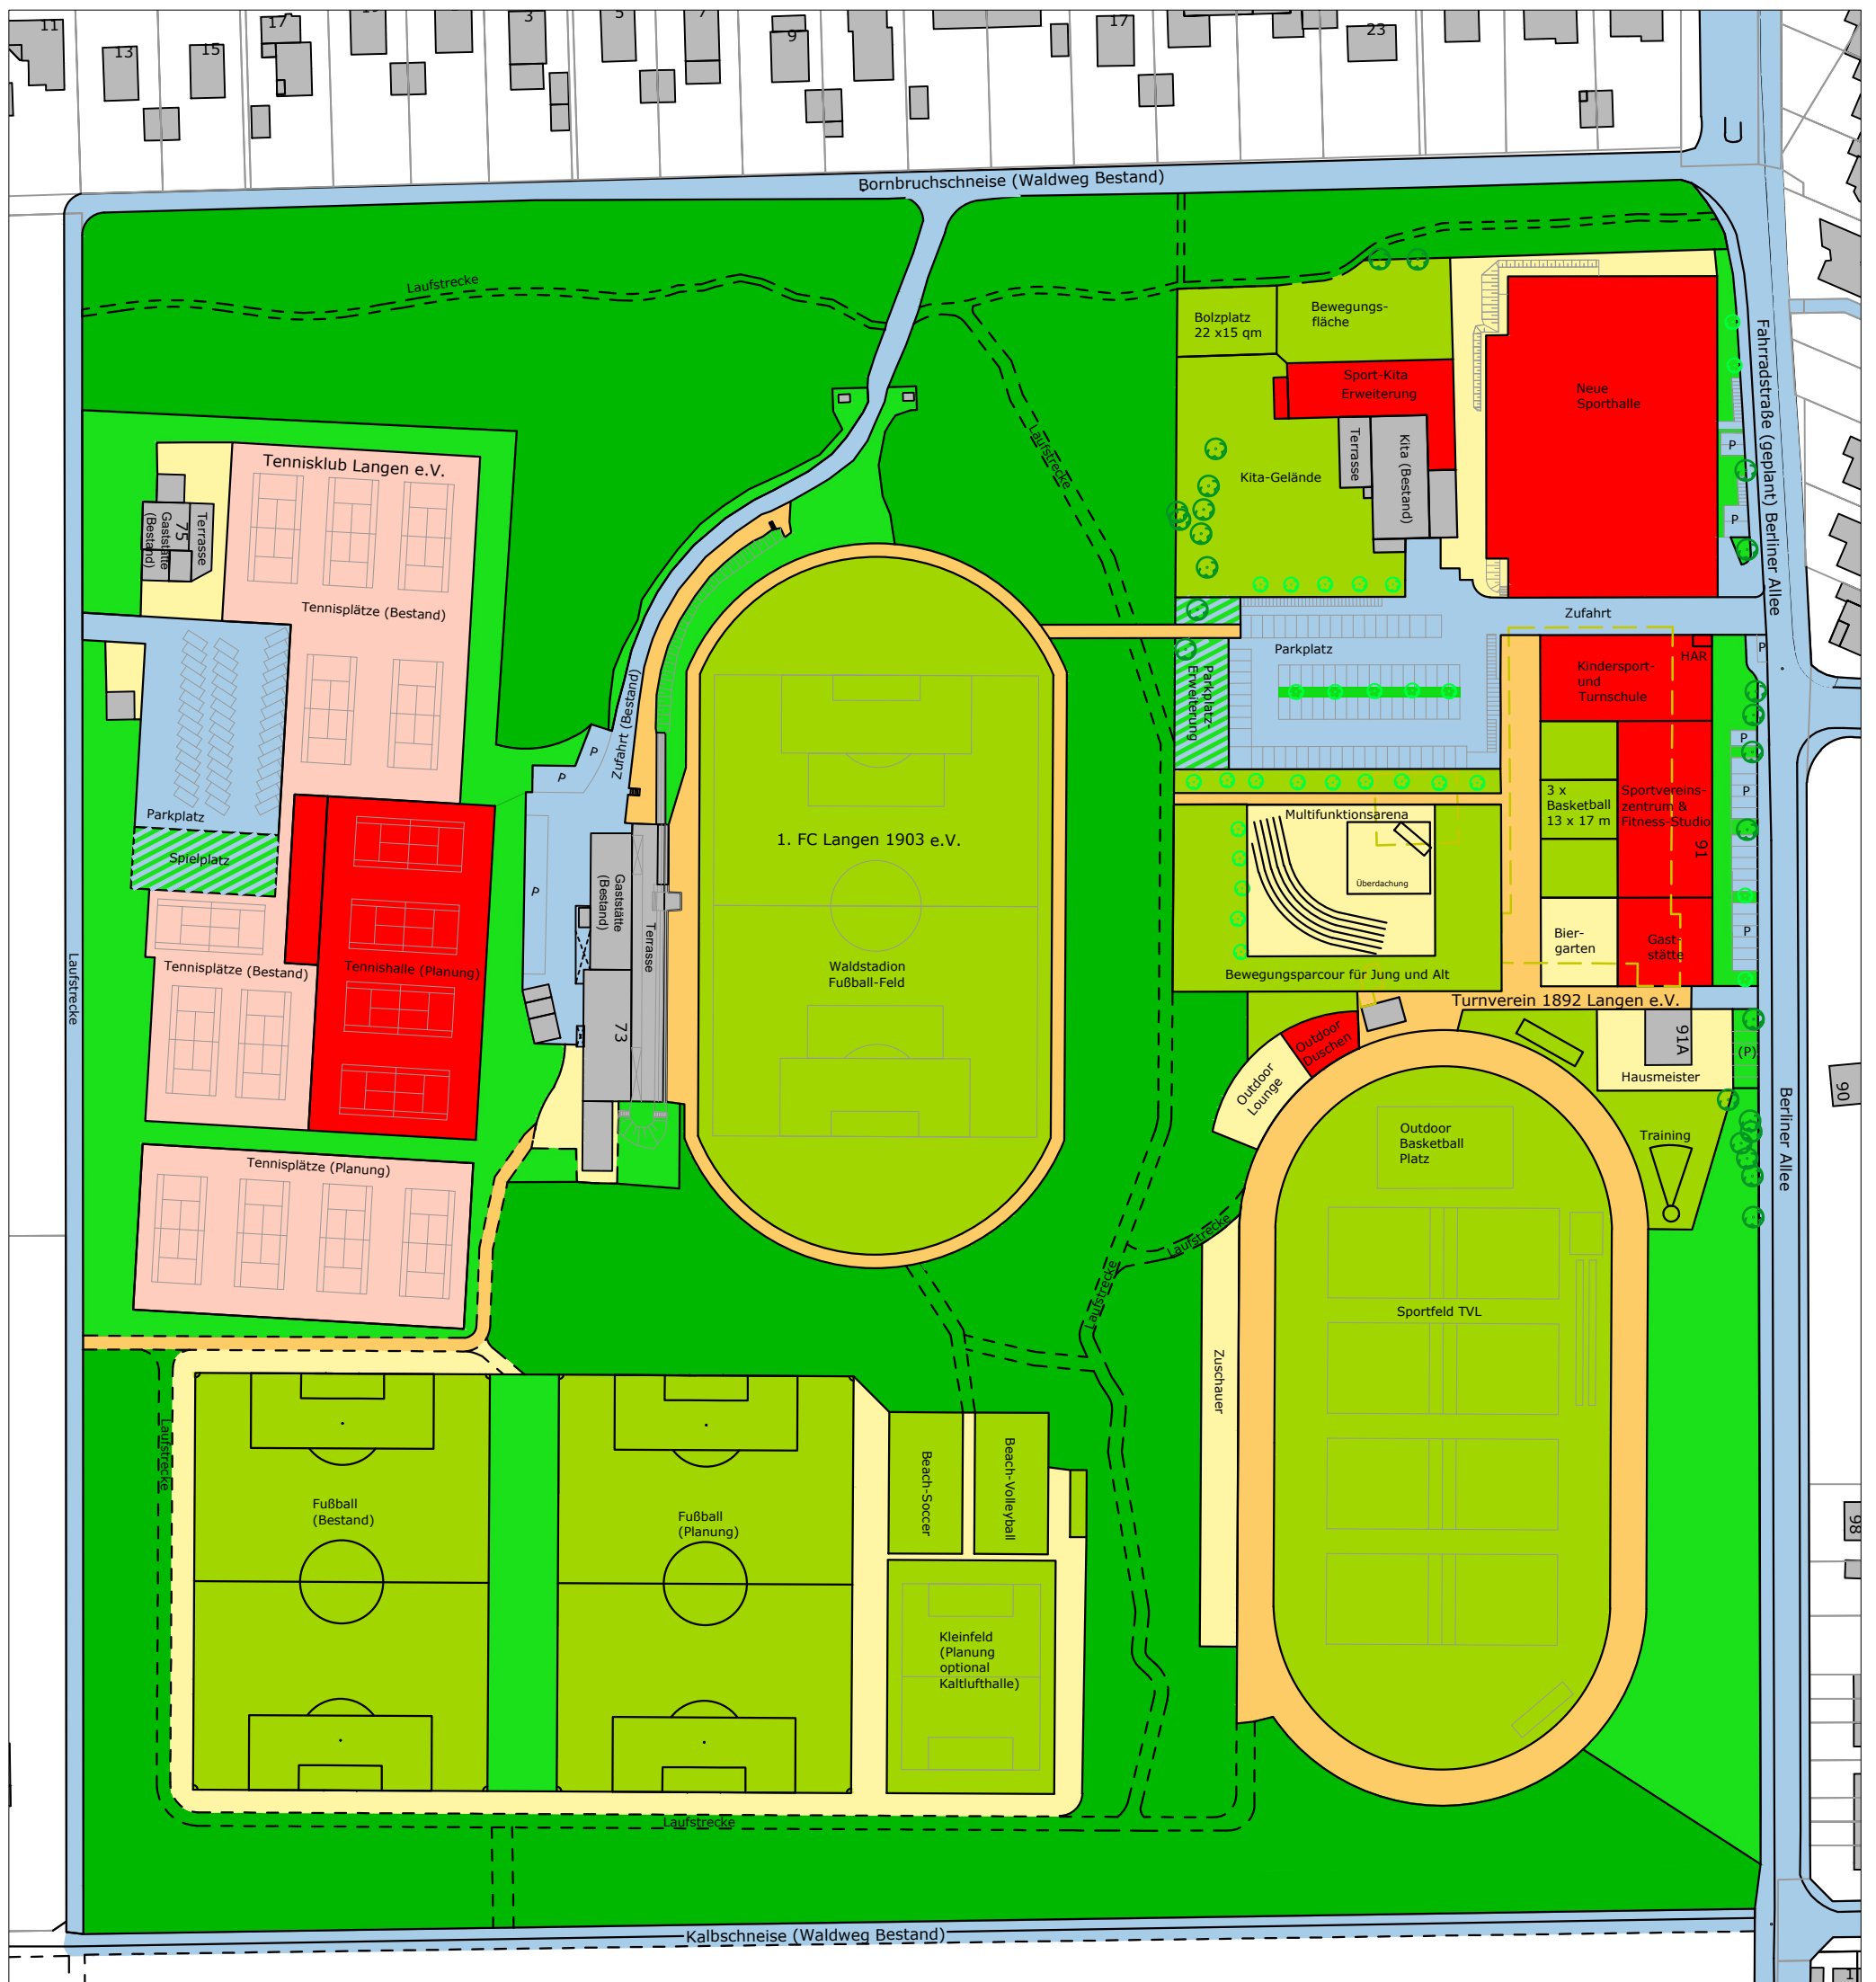 11
13
15
17
3
5
7
9
17
23
Bornbruchschneise (Waldweg Bestand)
Laufstrecke
Bolzplatz
22 x15 qm
Bewegungs-
fläche
Sport-Kita
Erweiterung
Neue
Sporthalle
Fahrradstraße (geplant) Berliner Allee
Laufstrecke
Terrasse
Kita (Bestand)
Kita-Gelände
P
P
Tennisklub Langen e.V.
Terrasse
75
Gaststätte
(Bestand)
Tennisplätze (Bestand)
Zufahrt
Parkplatz
Parkplatz-
Erweiterung
HAR
Kindersport-
und
Turnschule
P
Zufahrt (Bestand)
P
P
P
P
3 x
Basketball
13 x 17 m
Sportvereins-
zentrum &
Fitness-Studio
91
Parkplatz
Spielplatz
Multifunktionsarena
Überdachung
1. FC Langen 1903 e.V.
P
Gaststätte
(Bestand)
Terrasse
73
Bier-
garten
Gast-
stätte
P
Laufstrecke
Tennisplätze (Bestand)
Tennishalle (Planung)
Waldstadion
Fußball-Feld
Bewegungsparcour für Jung und Alt
Turnverein 1892 Langen e.V.
Outdoor
Duschen
Outdoor
Lounge
91A
Hausmeister
(P)
90
Berliner Allee
Outdoor
Basketball
Platz
Training
Tennisplätze (Planung)
Laufstrecke
Laufstrecke
Sportfeld TVL
Zuschauer
Laufstrecke
Fußball
(Bestand)
Fußball
(Planung)
Beach-Soccer
Beach-Volleyball
98
Kleinfeld
(Planung
optional
Kaltlufthalle)
Laufstrecke
Kalbschneise (Waldweg Bestand)